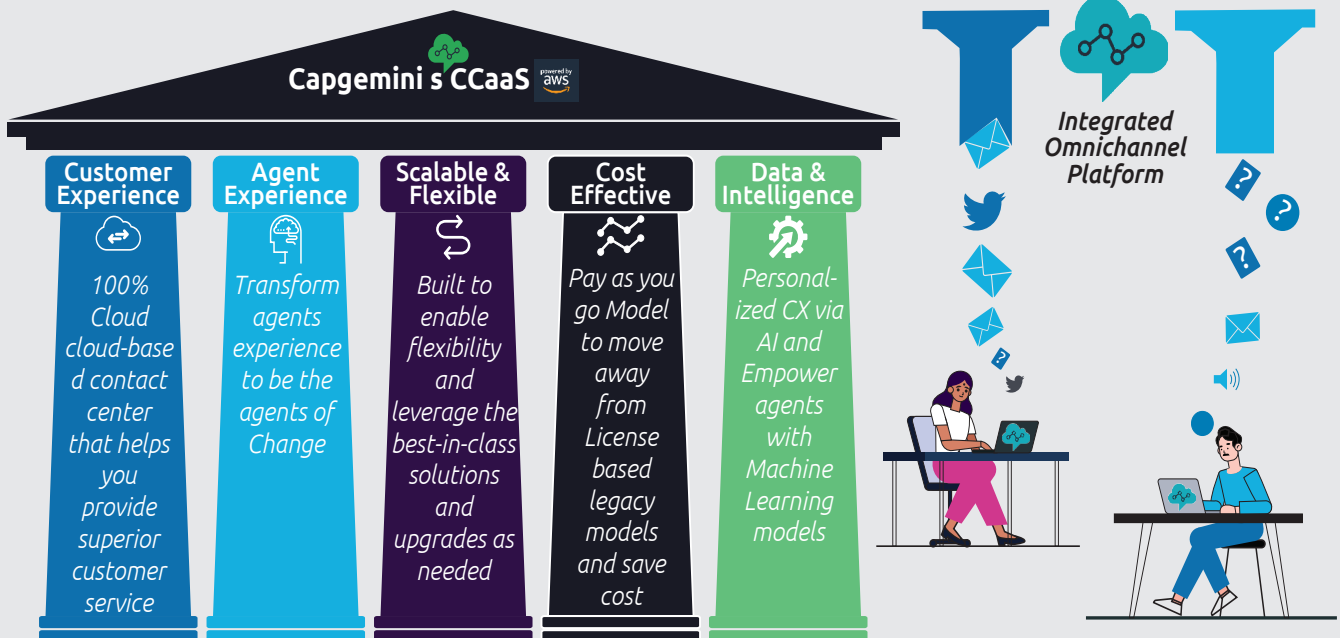 Capgemini s CCaaS
powered by
aws
Customer
Experience
100%
Cloud
cloud-base
d contact
center
that helps
you
provide
superior
customer
service
Agent
Experience
Transform
agents
experience
to be the
agents of
Change
Scalable &
Flexible
Built to
enable
flexibility
and
leverage the
best-in-class
solutions
and
upgrades as
needed
Cost
Effective
Pay as you
go Model
to move
away
from
License
based
legacy
models
and save
cost
Data &
Intelligence
Personal-
ized CX via
AI and
Empower
agents
with
Machine
Learning
models
Integrated
Omnichannel
Platform
?
?
?
?